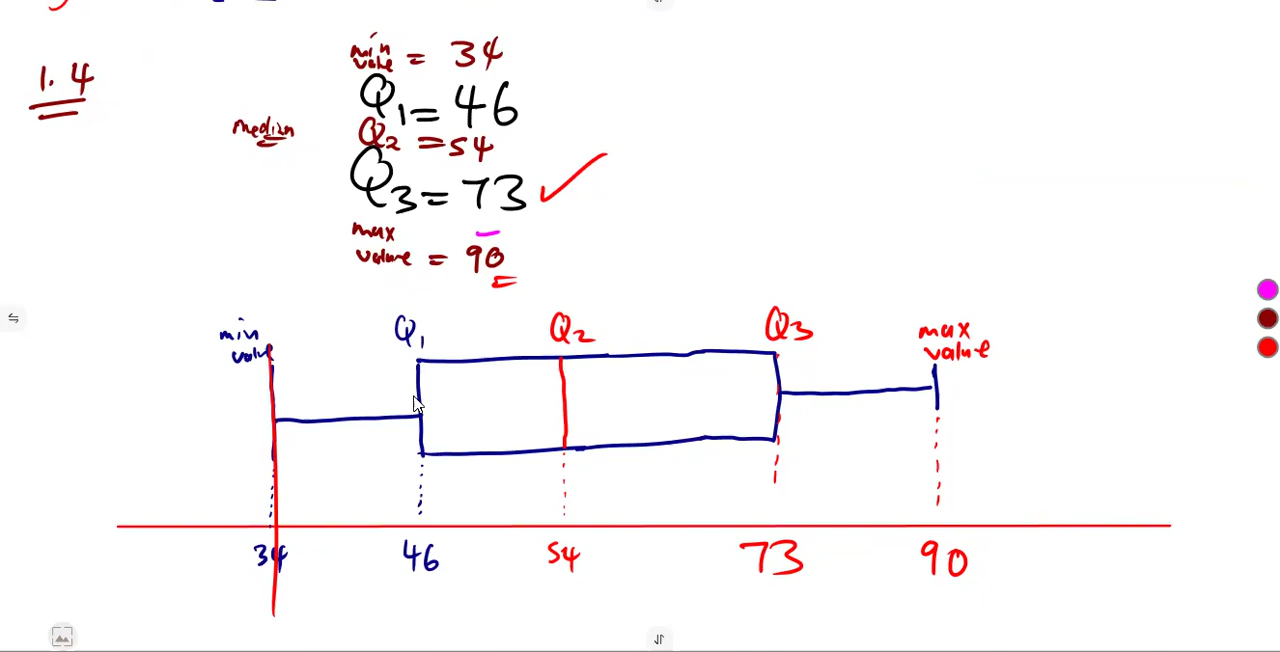 1.4
min
value = 34
Q1 = 46
median Q2 = 54
Q3 = 73
max
value = 90
min
value
Q1
Q2
Q3
max
value
34 46 54 73 90